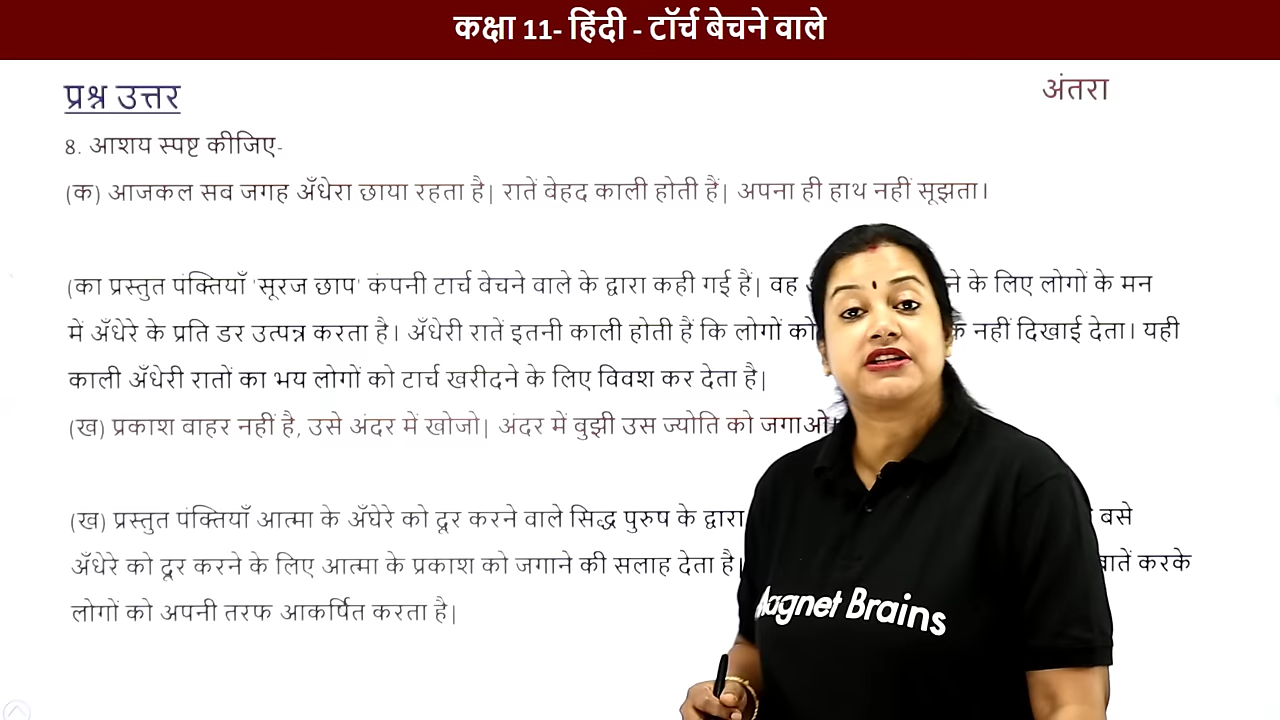 कक्षा 11- हिंदी - टॉर्च बेचने वाले
प्रश्न उत्तर
अंतरा
8. आशय स्पष्ट कीजिए-
(क) आजकल सब जगह अँधेरा छाया रहता है| रातें वेहद काली होती हैं| अपना ही हाथ नहीं सूझता।
(का प्रस्तुत पंक्तियाँ 'सूरज छाप' कंपनी टार्च वेचने वाले के द्वारा कही गई हैं| वह के लिए लोगों के मन
में अँधेरे के प्रति डर उत्पन्न करता है। अँधेरी रातें इतनी काली होती हैं कि लोगों को नहीं दिखाई देता। यही
काली अँधेरी रातों का भय लोगों को टार्च खरीदने के लिए विवश कर देता है|
(ख) प्रकाश वाहर नहीं है, उसे अंदर में खोजो| अंदर में वुझी उस ज्योति को जगाओ।
(ख) प्रस्तुत पंक्तियाँ आत्मा के अँघेरे को दूर करने वाले सिद्ध पुरुष के द्वारा बसे
अँधेरे को दूर करने के लिए आत्मा के प्रकाश को जगाने की सलाह देता है| करके
लोगों को अपनी तरफ आकर्षित करता है|
Magnet Brains